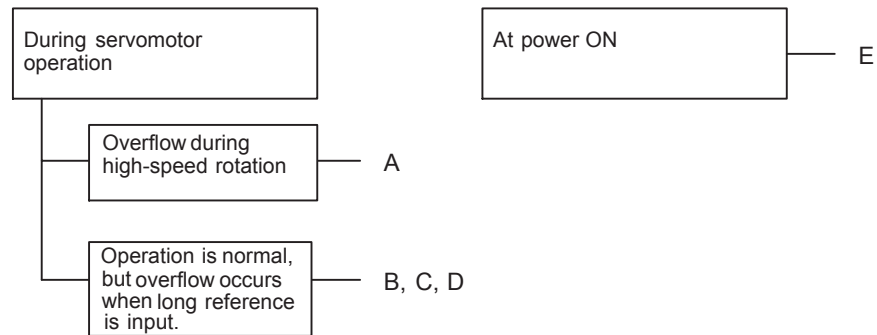 During servomotor
operation
At power ON
E
Overflow during
high-speed rotation
A
Operation is normal,
but overflow occurs
when long reference
is input.
B, C, D